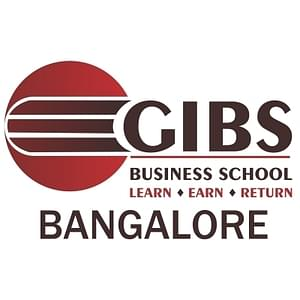 GIBS
BUSINESS SCHOOL
LEARN ♦ EARN ♦ RETURN
BANGALORE